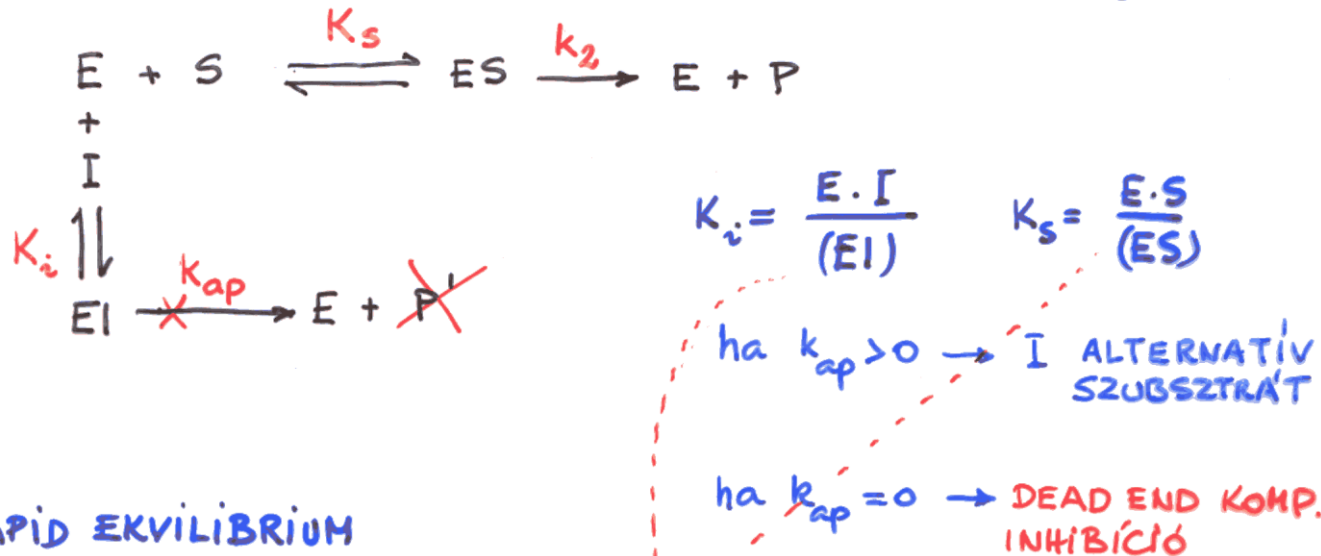 Ks k2
E + S ⇌ ES → E + P
+
I
Ki
kap
EI → E + P'
Ki = E·I / (EI) Ks = E·S / (ES)
ha kap > 0 → I ALTERNATÍV
SZUBSZTRÁT
ha kap = 0 → DEAD END KOMP.
INHIBÍCIÓ
APID EKVILIBRIUM